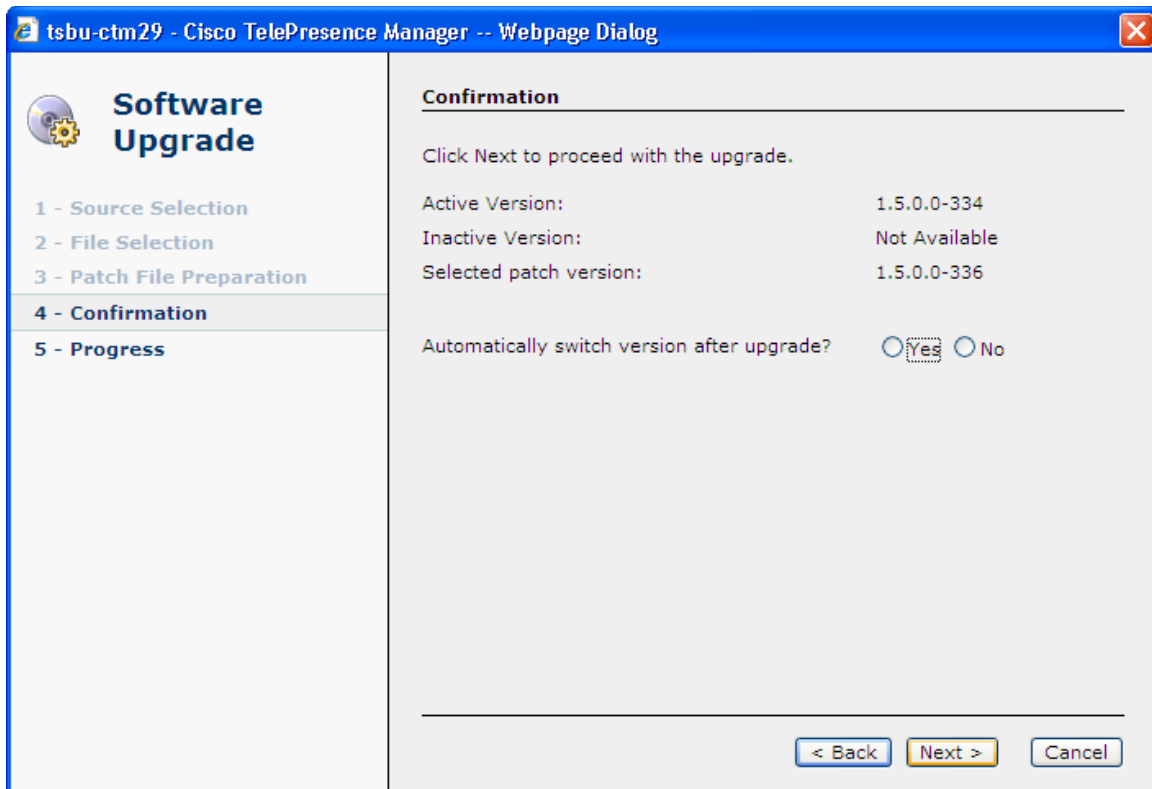 tsbu-ctm29 - Cisco TelePresence Manager -- Webpage Dialog
Software
Upgrade
1 - Source Selection
2 - File Selection
3 - Patch File Preparation
4 - Confirmation
5 - Progress
Confirmation
Click Next to proceed with the upgrade.
Active Version: 1.5.0.0-334
Inactive Version: Not Available
Selected patch version: 1.5.0.0-336
Automatically switch version after upgrade? Yes No
< Back Next > Cancel